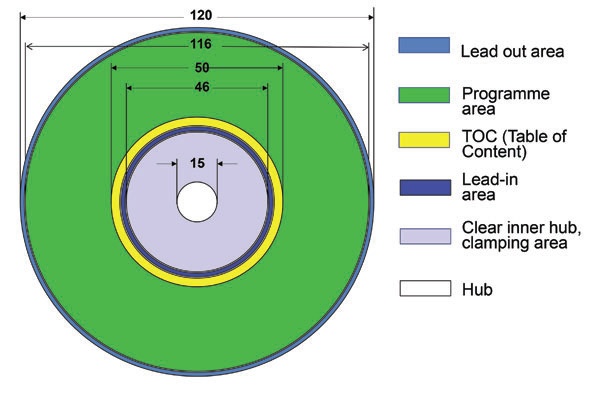 120
116
50
46
15
Lead out area
Programme
area
TOC (Table of
Content)
Lead-in
area
Clear inner hub,
clamping area
Hub